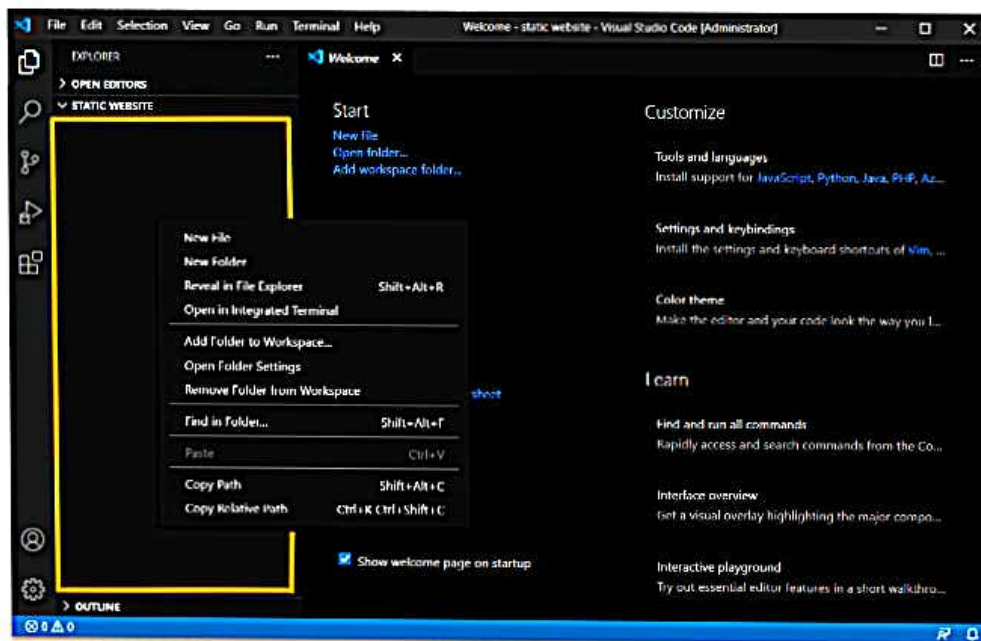 File Edit Selection View Go Run Terminal Help
Welcome - static website - Visual Studio Code [Administrator]
EXPLORER
Welcome
OPEN EDITORS
STATIC WEBSITE
Start
New file
Open folder...
Add workspace folder...
sheet
Show welcome page on startup
Customize
Tools and languages
Install support for JavaScript, Python, Java, PHP, Az...
Settings and keybindings
Install the settings and keyboard shortcuts of Vim, ...
Color theme
Make the editor and your code look the way you l...
Learn
Find and run all commands
Rapidly access and search commands from the Co...
Interface overview
Get a visual overlay highlighting the major compo...
Interactive playground
Try out essential editor features in a short walkthro...
New File
New Folder
Reveal in File Explorer Shift+Alt+R
Open in Integrated Terminal
Add Folder to Workspace...
Open Folder Settings
Remove Folder from Workspace
Find in Folder... Shift+Alt+F
Paste Ctrl+V
Copy Path Shift+Alt+C
Copy Relative Path Ctrl+K Ctrl+Shift+C
OUTLINE
0 0